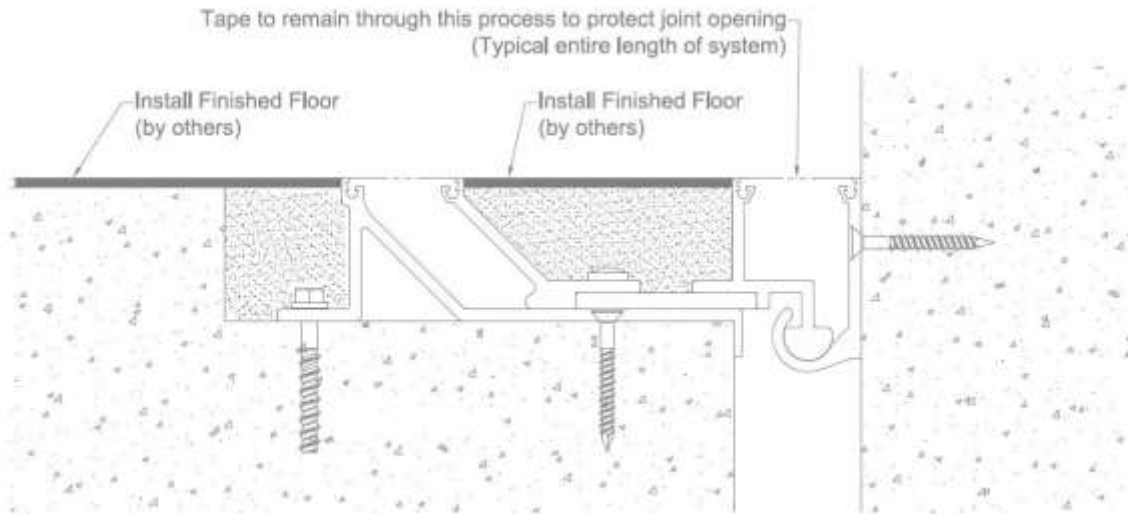 Tape to remain through this process to protect joint opening
(Typical entire length of system)
Install Finished Floor
(by others)
Install Finished Floor
(by others)